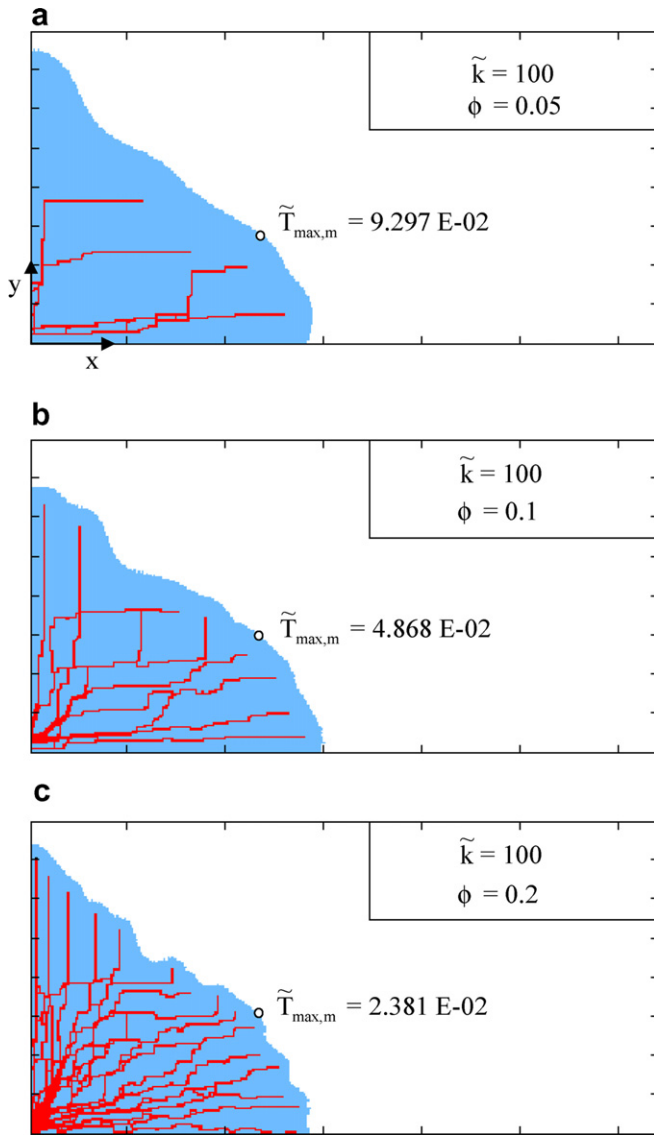 a
k̃ = 100
ϕ = 0.05
T̃max,m = 9.297 E-02
y
x
b
k̃ = 100
ϕ = 0.1
T̃max,m = 4.868 E-02
c
k̃ = 100
ϕ = 0.2
T̃max,m = 2.381 E-02